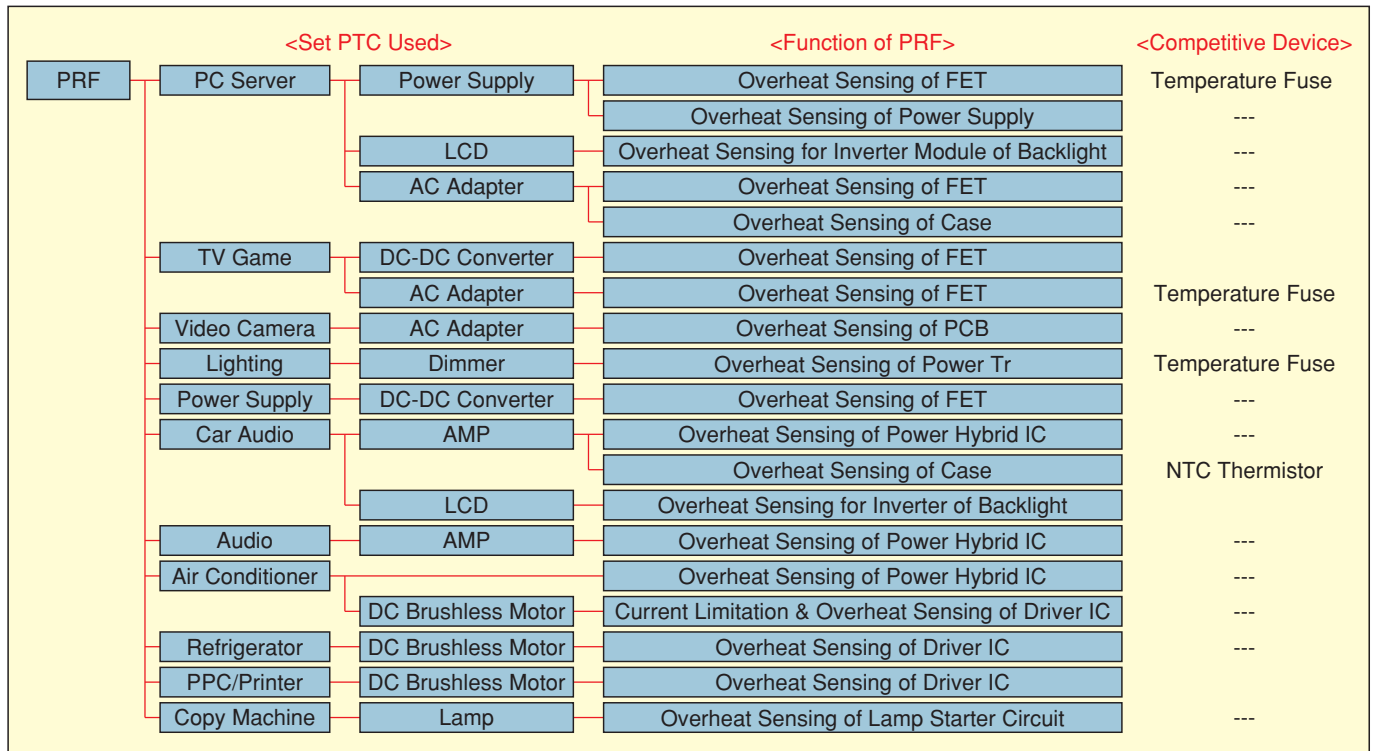 <Set PTC Used> <Function of PRF> <Competitive Device>
PRF PC Server Power Supply Overheat Sensing of FET Temperature Fuse
Overheat Sensing of Power Supply ---
LCD Overheat Sensing for Inverter Module of Backlight ---
AC Adapter Overheat Sensing of FET ---
Overheat Sensing of Case ---
TV Game DC-DC Converter Overheat Sensing of FET
AC Adapter Overheat Sensing of FET Temperature Fuse
Video Camera AC Adapter Overheat Sensing of PCB ---
Lighting Dimmer Overheat Sensing of Power Tr Temperature Fuse
Power Supply DC-DC Converter Overheat Sensing of FET ---
Car Audio AMP Overheat Sensing of Power Hybrid IC ---
Overheat Sensing of Case NTC Thermistor
LCD Overheat Sensing for Inverter of Backlight
Audio AMP Overheat Sensing of Power Hybrid IC ---
Air Conditioner Overheat Sensing of Power Hybrid IC ---
DC Brushless Motor Current Limitation & Overheat Sensing of Driver IC ---
Refrigerator DC Brushless Motor Overheat Sensing of Driver IC ---
PPC/Printer DC Brushless Motor Overheat Sensing of Driver IC
Copy Machine Lamp Overheat Sensing of Lamp Starter Circuit ---